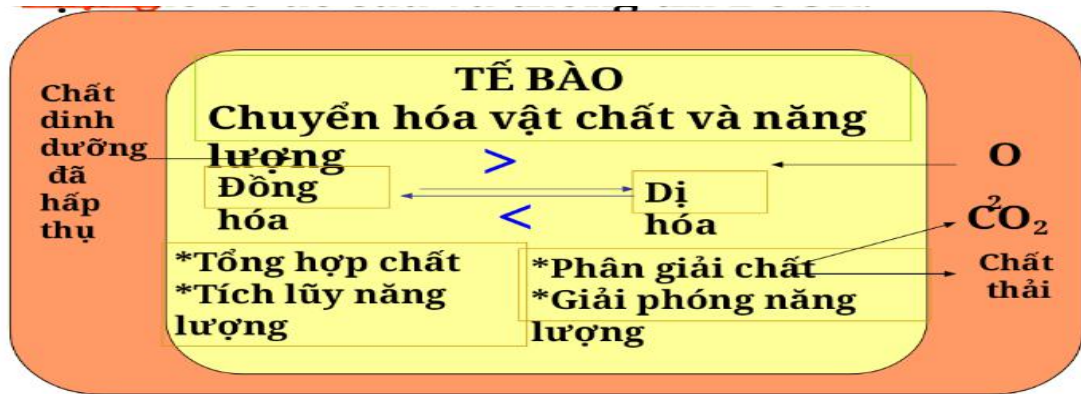 TẾ BÀO
Chuyển hóa vật chất và năng
lượng
Chất
dinh
dưỡng
đã
hấp
thụ
>
Đồng
hóa
<
Dị
hóa
O
2
CO2
*Tổng hợp chất
*Tích lũy năng
lượng
*Phân giải chất
*Giải phóng năng
lượng
Chất
thải